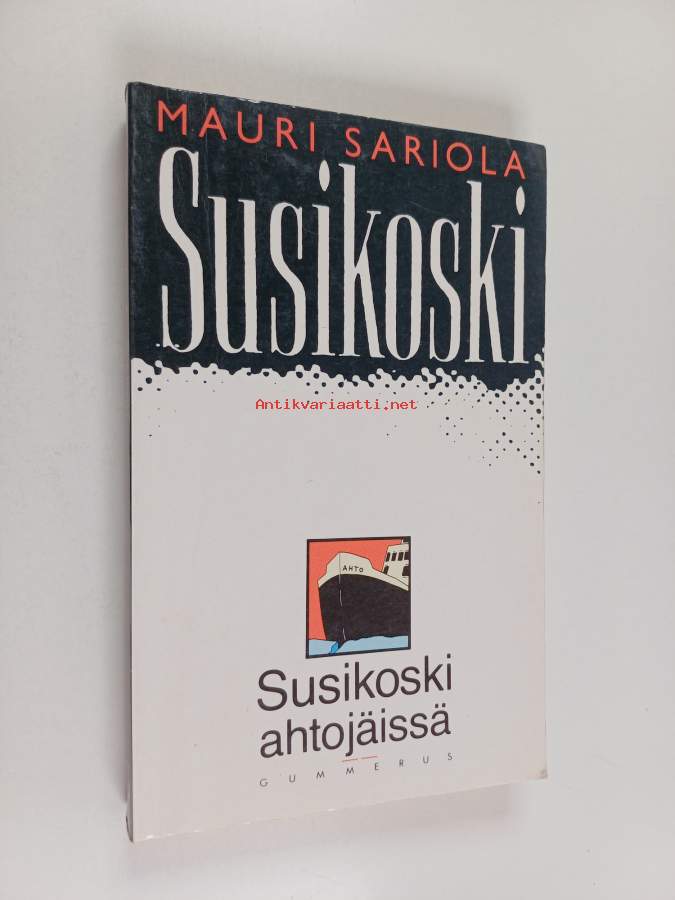 MAURI SARIOLA
Susikoski
Antikvariaatti.net
AHTO
Susikoski
ahtojäissä
GUMMERUS